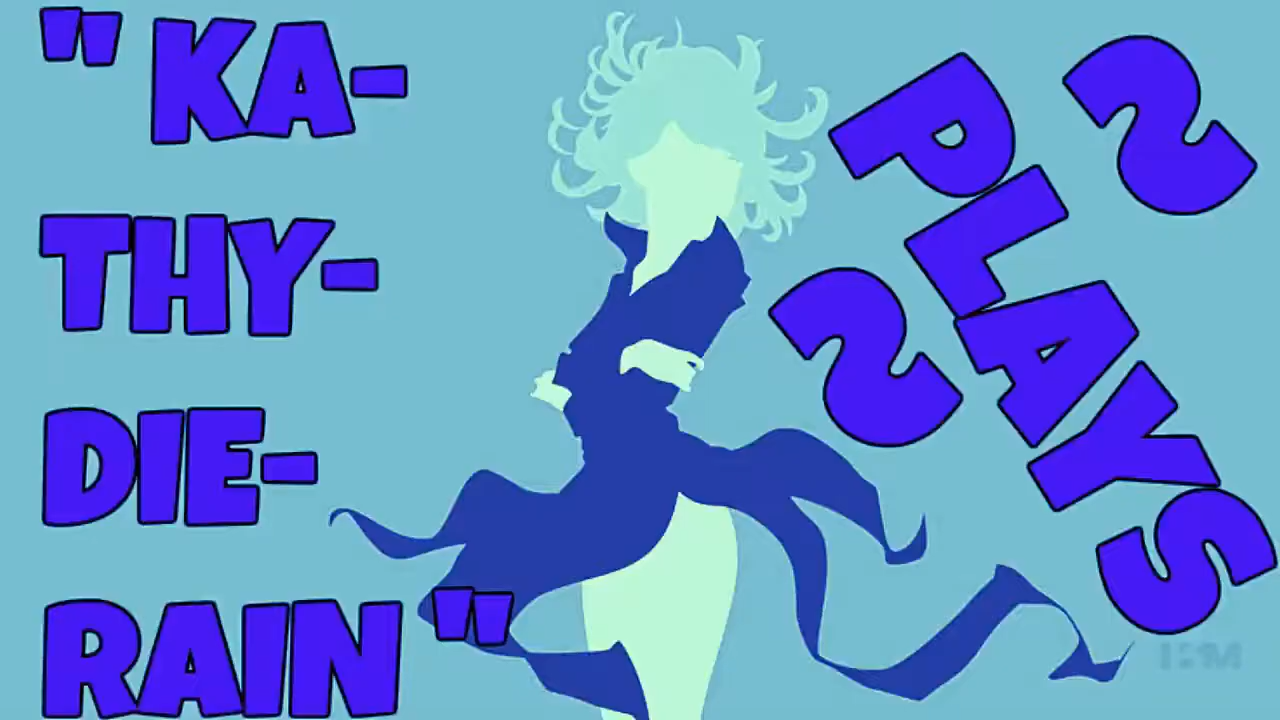 "KA-
THY-
DIE-
RAIN"
PLAYS